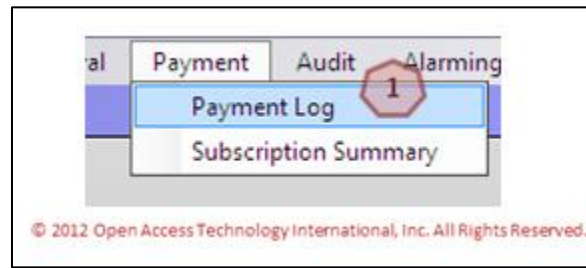 al Payment Audit Alarming
1
Payment Log
Subscription Summary
© 2012 Open Access Technology International, Inc. All Rights Reserved.